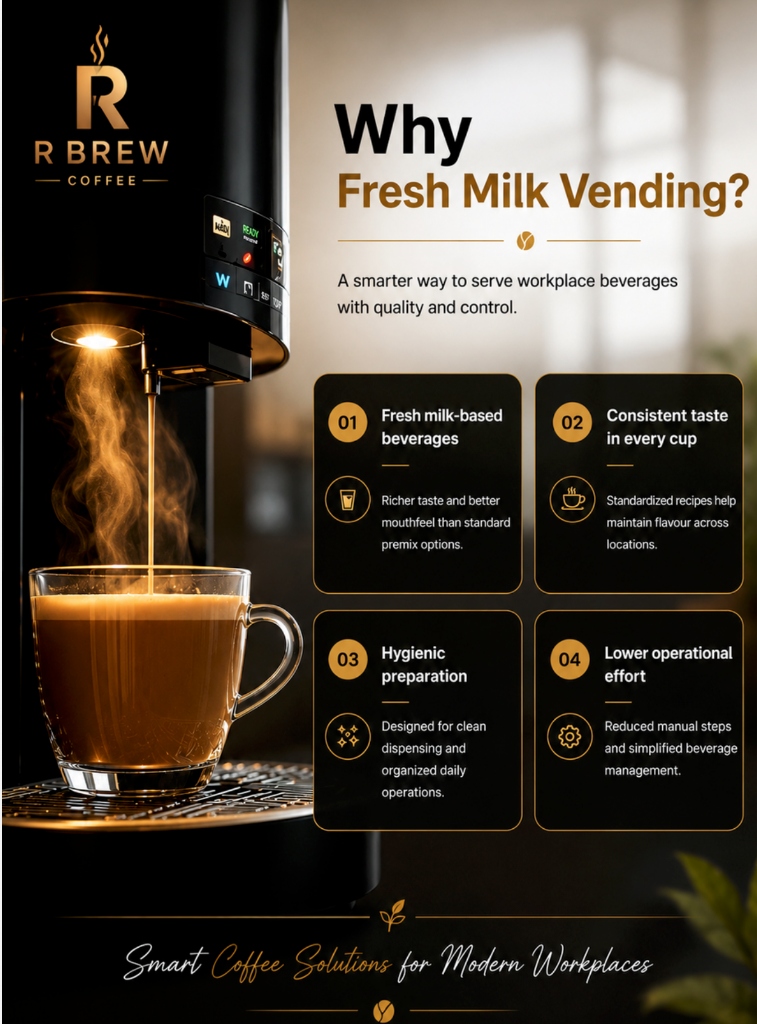 R
R BREW
COFFEE
READY
W
Why
Fresh Milk Vending?
A smarter way to serve workplace beverages
with quality and control.
01
Fresh milk-based
beverages
Richer taste and better
mouthfeel than standard
premix options.
02
Consistent taste
in every cup
Standardized recipes help
maintain flavour across
locations.
03
Hygienic
preparation
Designed for clean
dispensing and
organized daily
operations.
04
Lower operational
effort
Reduced manual steps
and simplified beverage
management.
Smart Coffee Solutions for Modern Workplaces